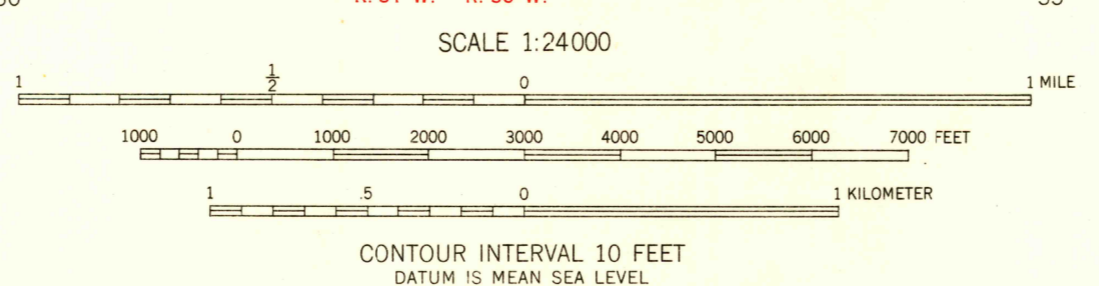 SCALE 1:24000
1 1/2 0 1 MILE
1000 0 1000 2000 3000 4000 5000 6000 7000 FEET
1 .5 0 1 KILOMETER
CONTOUR INTERVAL 10 FEET
DATUM IS MEAN SEA LEVEL